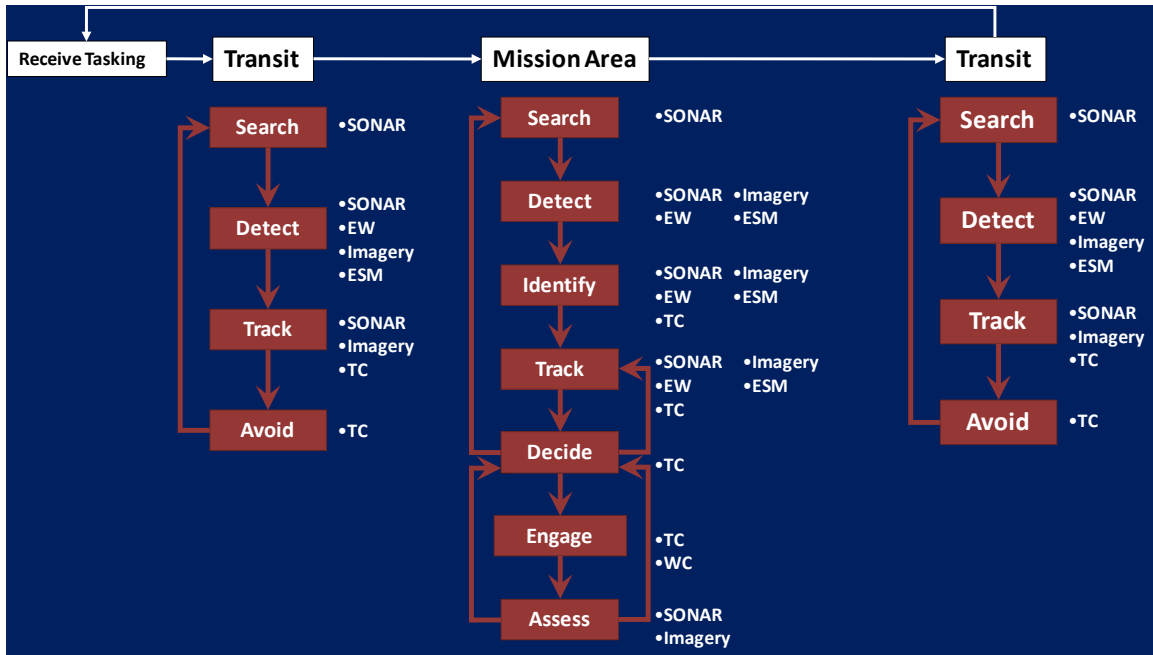 Receive Tasking
Transit
Mission Area
Transit
Search
•SONAR
Detect
•SONAR
•EW
•Imagery
•ESM
Track
•SONAR
•Imagery
•TC
Avoid
•TC
Search
•SONAR
Detect
•SONAR •Imagery
•EW •ESM
Identify
•SONAR •Imagery
•EW •ESM
•TC
Track
•SONAR •Imagery
•EW •ESM
•TC
Decide
•TC
Engage
•TC
•WC
Assess
•SONAR
•Imagery
Search
•SONAR
Detect
•SONAR
•EW
•Imagery
•ESM
Track
•SONAR
•Imagery
•TC
Avoid
•TC